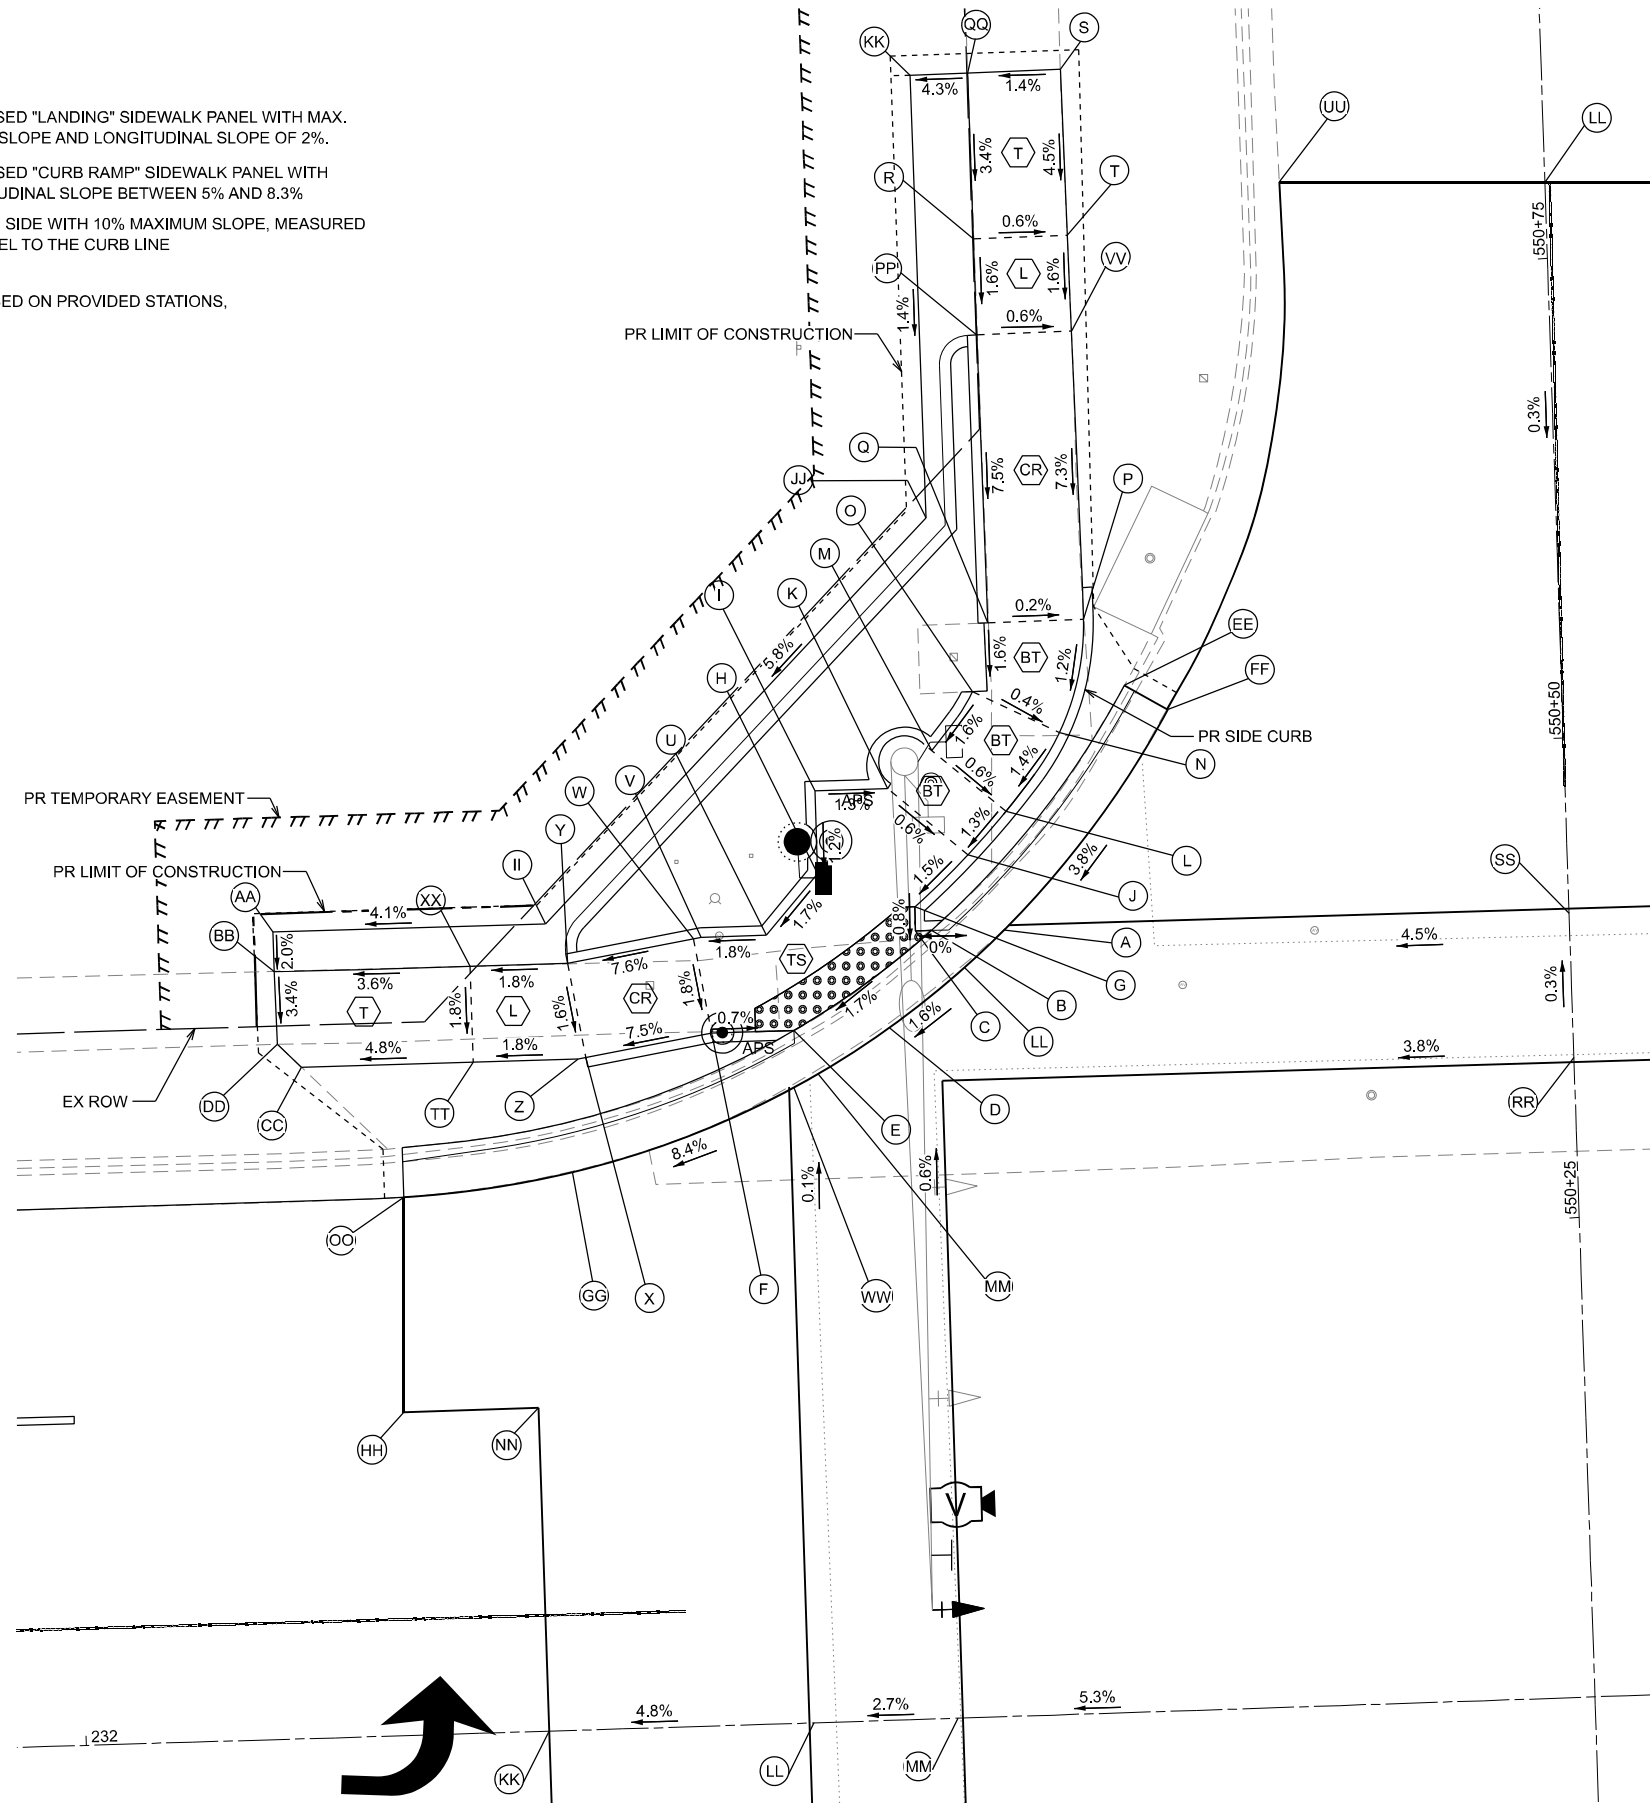 SED "LANDING" SIDEWALK PANEL WITH MAX.
SLOPE AND LONGITUDINAL SLOPE OF 2%.
SED "CURB RAMP" SIDEWALK PANEL WITH
UDINAL SLOPE BETWEEN 5% AND 8.3%
SIDE WITH 10% MAXIMUM SLOPE, MEASURED
EL TO THE CURB LINE
ED ON PROVIDED STATIONS,
KK
QQ
S
4.3%
1.4%
UU
LL
3.4%
T
4.5%
R
T
0.6%
550+75
PP
1.6%
L
1.6%
VV
1.4%
0.6%
PR LIMIT OF CONSTRUCTION
0.3%
Q
JJ
7.5%
CR
7.3%
P
O
M
I
K
0.2%
EE
5.8%
1.6%
BT
1.2%
FF
H
0.4%
550+50
U
1.6%
BT
1.4%
PR SIDE CURB
N
V
0.6%
W
BT
PR TEMPORARY EASEMENT
1.3%
APS
0.6%
1.3%
Y
1.2%
3.8%
L
SS
II
PR LIMIT OF CONSTRUCTION
1.5%
J
AA
XX
4.1%
1.7%
0.8%
BB
2.0%
1.8%
0%
A
4.5%
7.6%
TS
3.6%
1.8%
1.8%
G
3.4%
T
1.8%
L
1.6%
CR
1.7%
B
0.3%
0.7%
1.6%
C
4.8%
1.8%
7.5%
APS
LL
3.8%
EX ROW
DD
CC
TT
Z
E
D
RR
8.4%
0.1%
0.6%
550+25
OO
GG
X
F
WW
MM
HH
NN
V
4.8%
2.7%
5.3%
232
KK
LL
MM